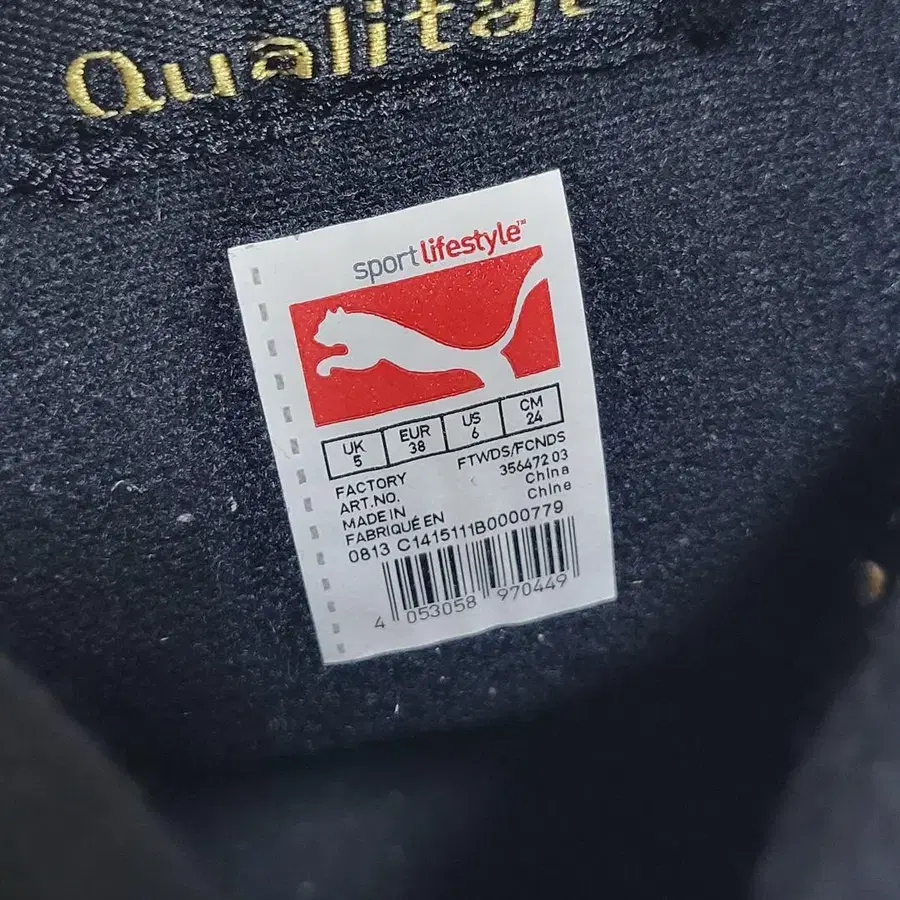 Qualität
sport lifestyle™
UK EUR US CM
5 38 6 24
FACTORY FTWDS/FCNDS
ART.NO. 356472 03
MADE IN China
FABRIQUÉ EN Chine
0813 C1415111B0000779
4 053058 970449